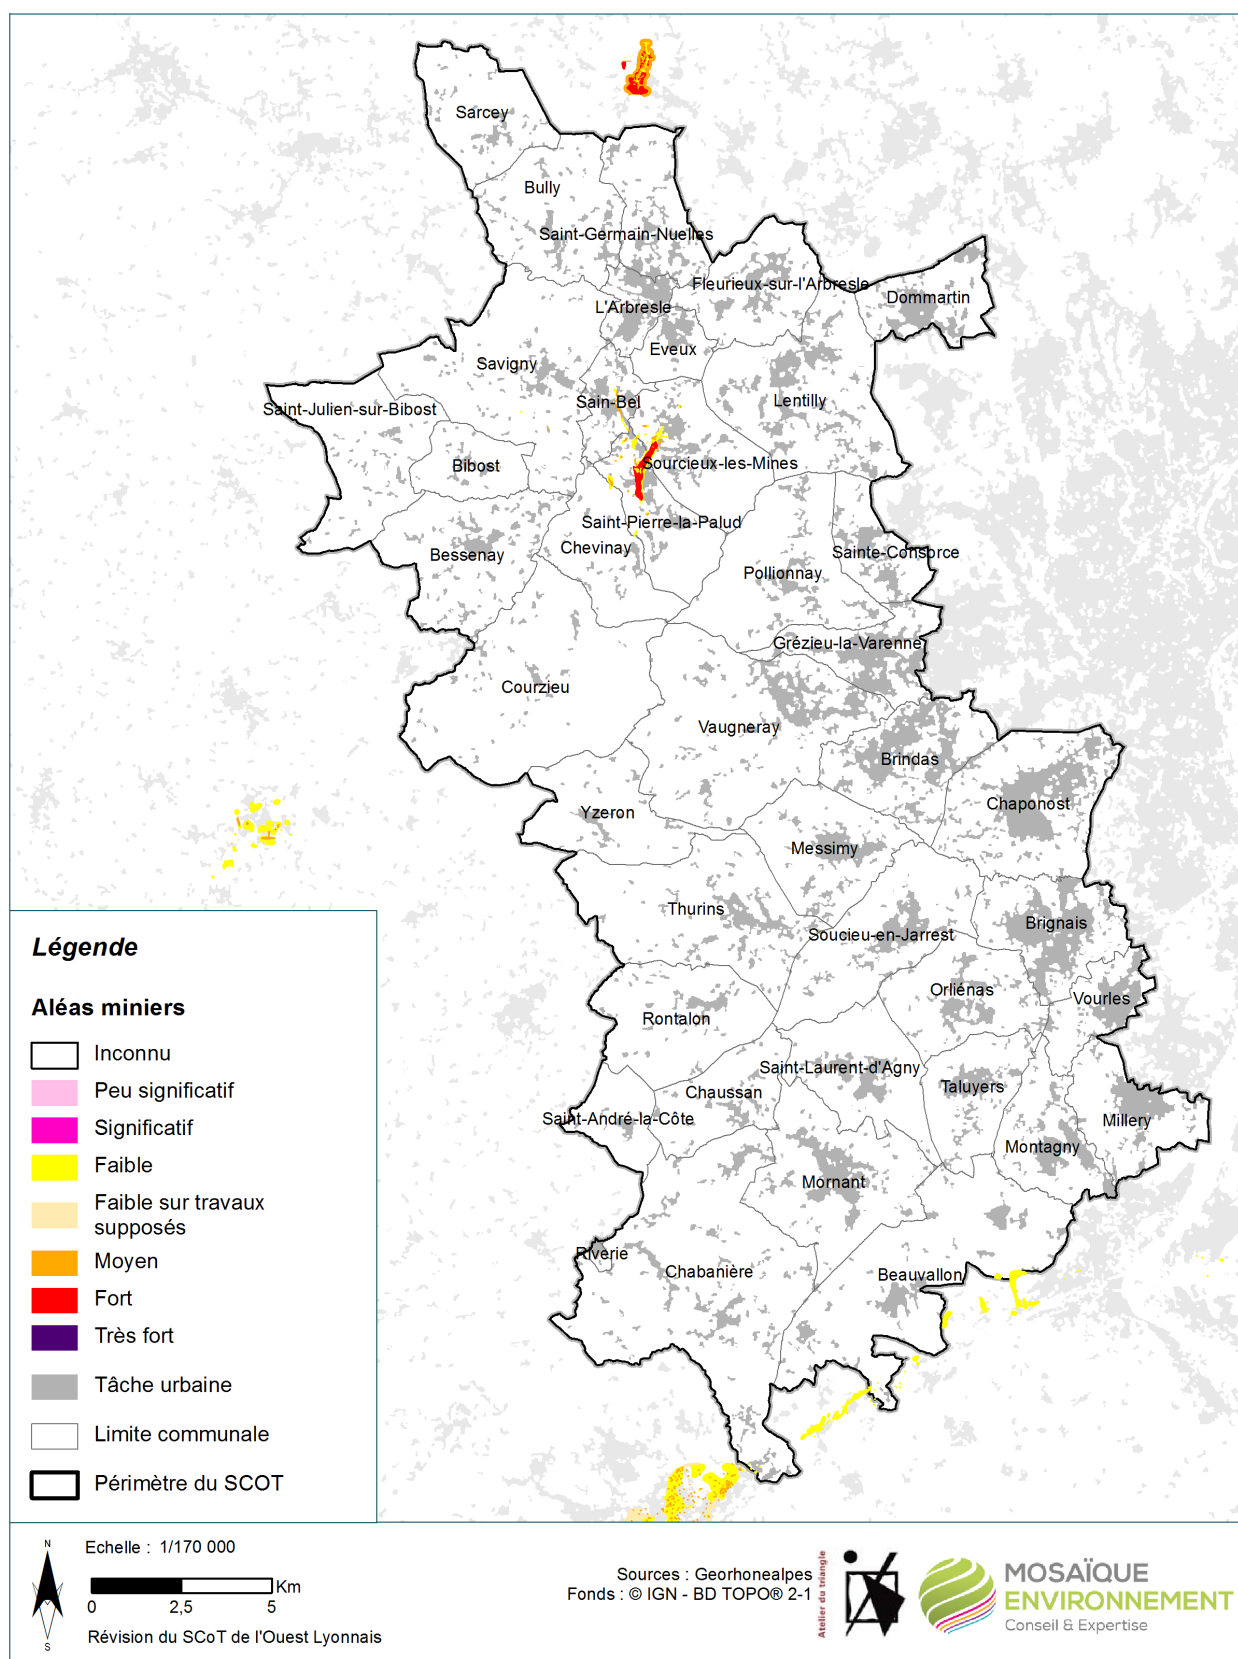 Sarcey
Bully
Saint-Germain-Nuelles
Fleurieux-sur-l'Arbresle
Dommartin
L'Arbresle
Eveux
Savigny
Sain-Bel
Lentilly
Saint-Julien-sur-Bibost
Bibost
Sourcieux-les-Mines
Saint-Pierre-la-Palud
Chevinay
Bessenay
Sainte-Consorce
Pollionnay
Grézieu-la-Varenne
Courzieu
Vaugneray
Brindas
Chaponost
Yzeron
Messimy
Thurins
Soucieu-en-Jarrest
Brignais
Orliénas
Vourles
Rontalon
Saint-Laurent-d'Agny
Chaussan
Taluyers
Saint-André-la-Côte
Millery
Montagny
Mornant
Riverie
Chabanière
Beauvallon
Légende
Aléas miniers
Inconnu
Peu significatif
Significatif
Faible
Faible sur travaux
supposés
Moyen
Fort
Très fort
Tâche urbaine
Limite communale
Périmètre du SCOT
N
S
Echelle : 1/170 000
Km
0 2,5 5
Révision du SCoT de l'Ouest Lyonnais
Sources : Georhonealpes
Fonds : © IGN - BD TOPO® 2-1
Atelier du triangle
MOSAÏQUE
ENVIRONNEMENT
Conseil & Expertise